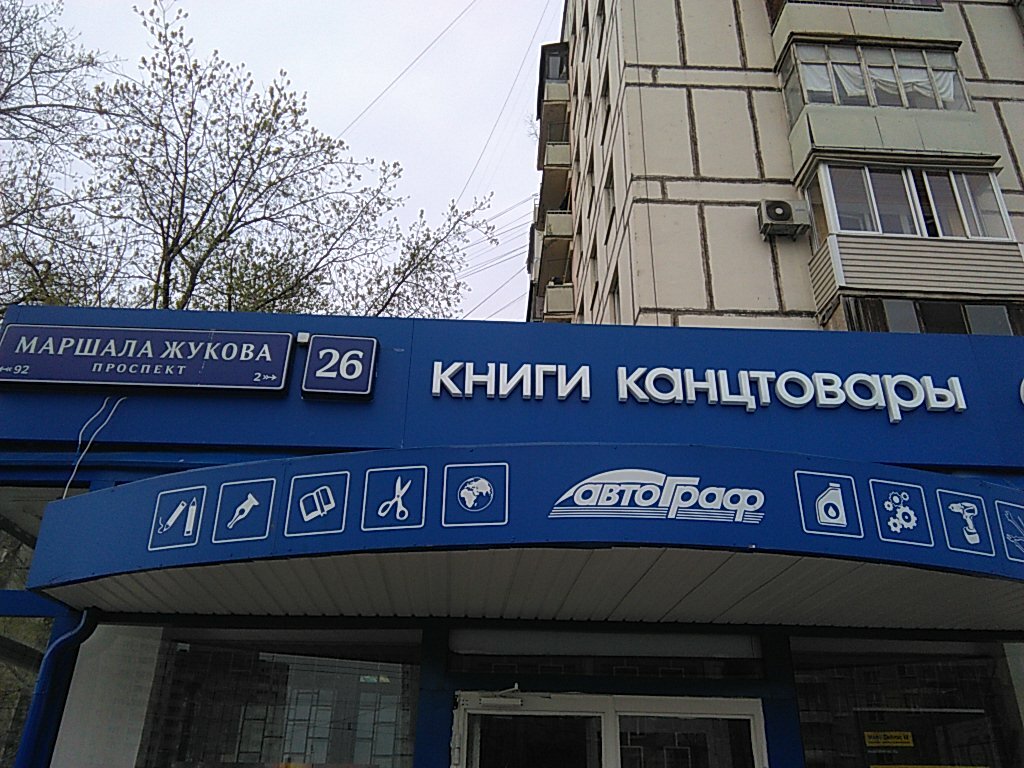 МАРШАЛА ЖУКОВА
ПРОСПЕКТ
92
2
26
КНИГИ КАНЦТОВАРЫ
автоГраф